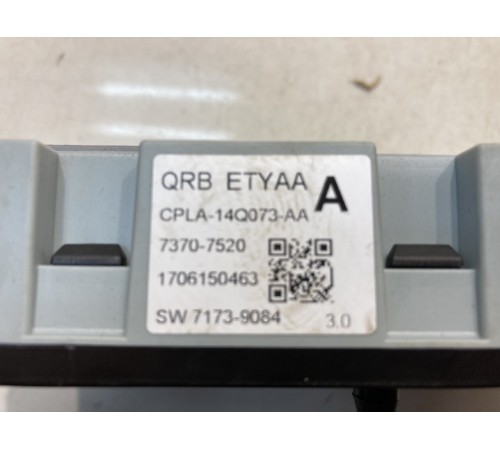 QRB ETYAA A
CPLA-14Q073-AA
7370-7520
1706150463
SW 7173-9084 3.0